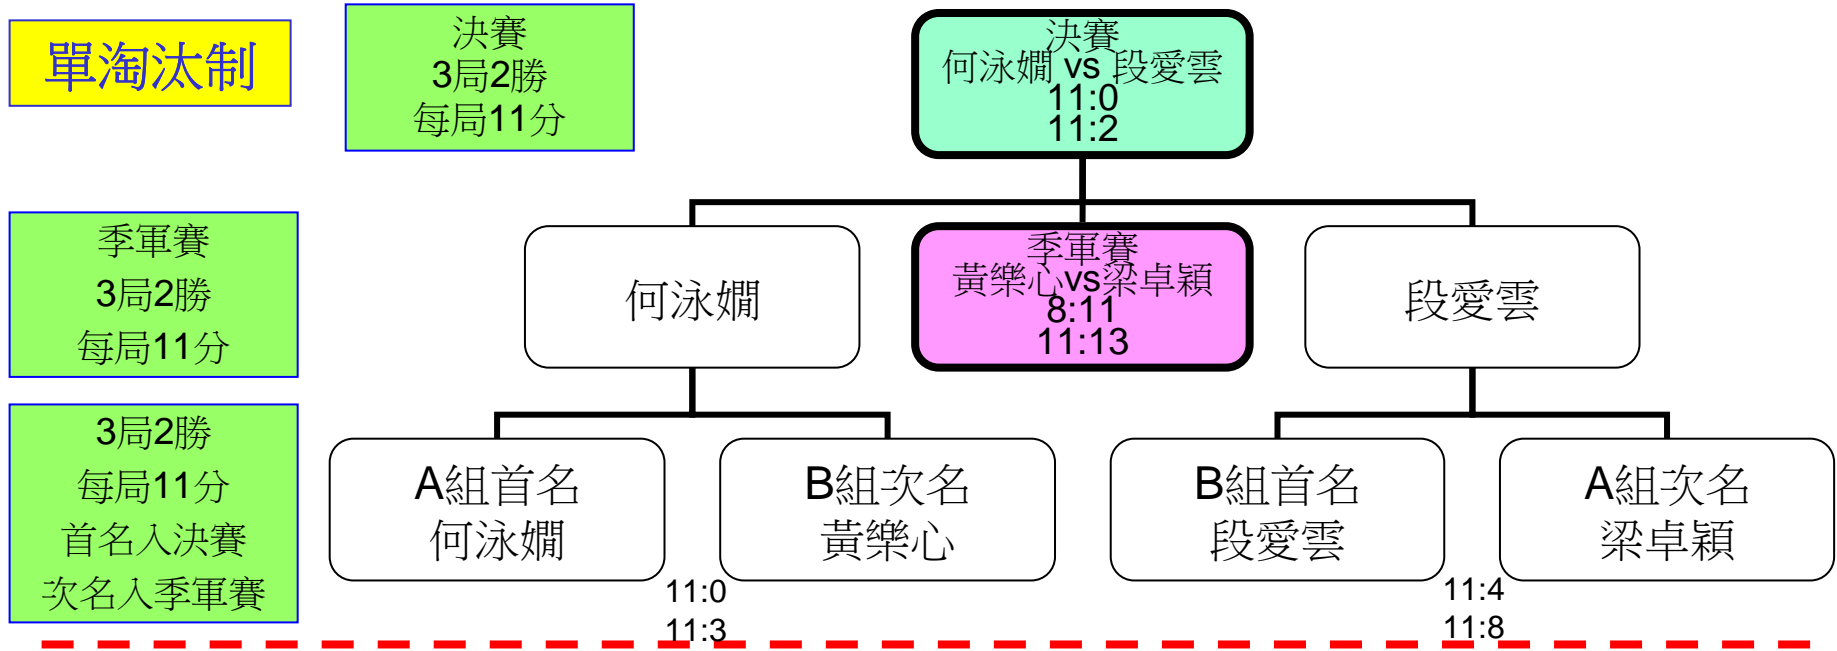 單淘汰制
決賽
3局2勝
每局11分
決賽
何泳嫺 vs 段愛雲
11:0
11:2
季軍賽
3局2勝
每局11分
何泳嫺
季軍賽
黃樂心vs梁卓穎
8:11
11:13
段愛雲
3局2勝
每局11分
首名入決賽
次名入季軍賽
A組首名
何泳嫺
B組次名
黃樂心
B組首名
段愛雲
A組次名
梁卓穎
11:0
11:3
11:4
11:8